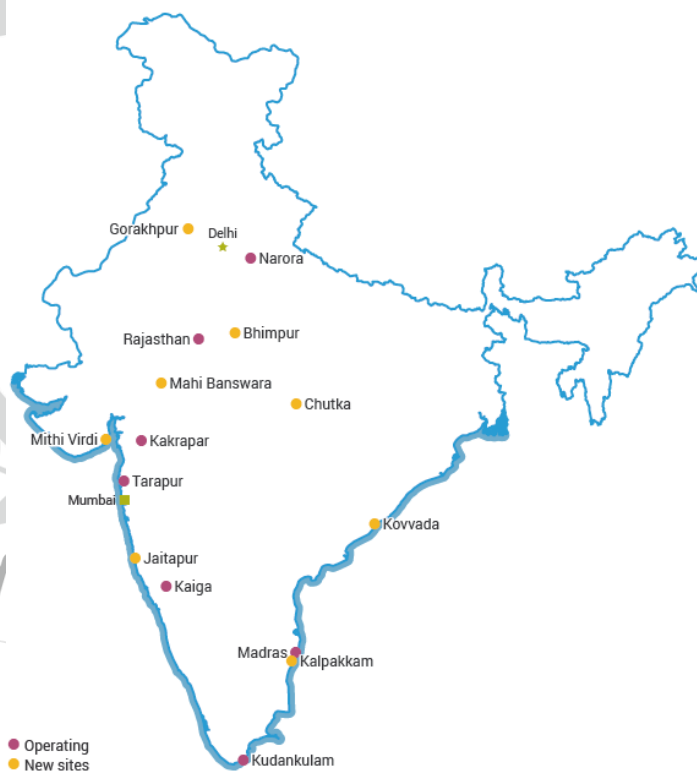 Gorakhpur
Delhi
Narora
Rajasthan
Bhimpur
Mahi Banswara
Chutka
Mithi Virdi
Kakrapar
Tarapur
Mumbai
Kovvada
Jaitapur
Kaiga
Madras
Kalpakkam
Operating
Kudankulam
New sites